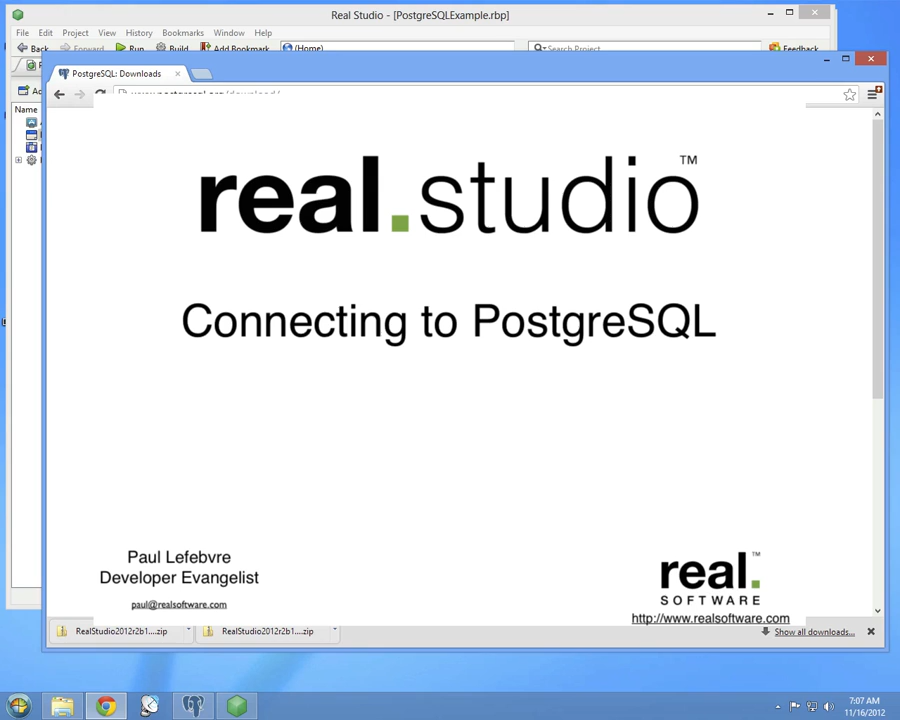 Real Studio - [PostgreSQLExample.rbp]
File Edit Project View History Bookmarks Window Help
Back Forward Run Build Add Bookmark (Home) Search Project Feedback
PostgreSQL: Downloads
Name
real.studio™
Connecting to PostgreSQL
Paul Lefebvre
Developer Evangelist
paul@realsoftware.com
real.™
SOFTWARE
http://www.realsoftware.com
RealStudio2012r2b1....zip RealStudio2012r2b1....zip Show all downloads...
7:07 AM
11/16/2012